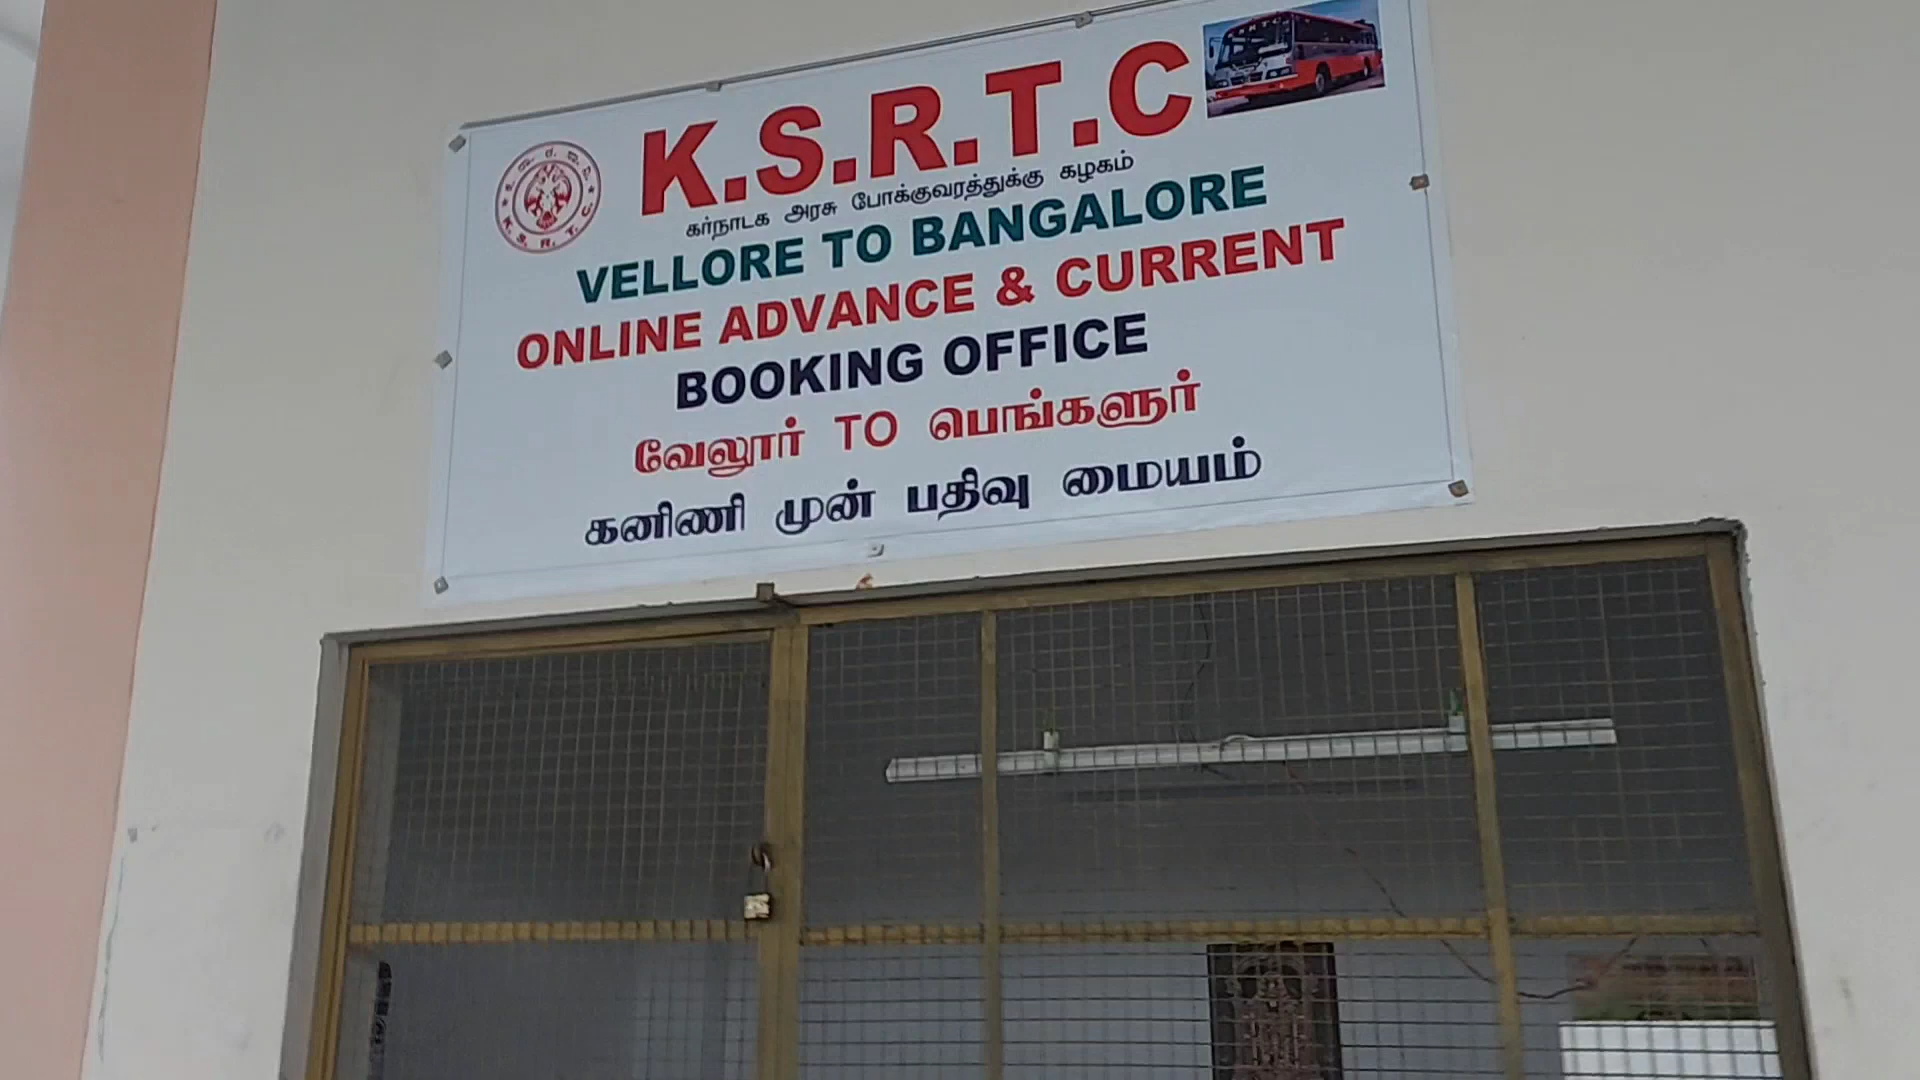 K.S.R.T.C
கர்நாடக அரசு போக்குவரத்துக்கு கழகம்
VELLORE TO BANGALORE
ONLINE ADVANCE & CURRENT
BOOKING OFFICE
வேலூர் TO பெங்களுர்
கனிணி முன் பதிவு மையம்
K. S. R. T. C.